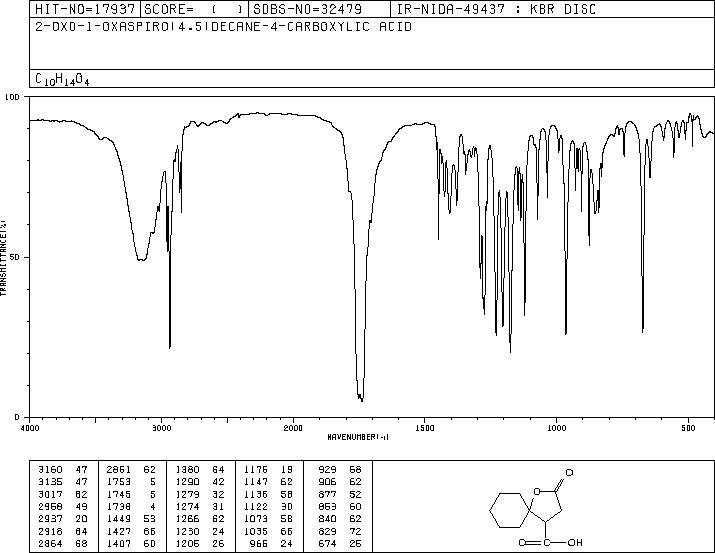 HIT-NO=17937 SCORE= ( ) SDBS-NO=32479 IR-NIDA-49437 : KBR DISC
2-OXO-1-OXASPIRO[4.5]DECANE-4-CARBOXYLIC ACID
C10H14O4
100
50
0
TRANSMITTANCE(%)
4000 3000 2000 1500 1000 500
WAVENUMBER(-1)
3160 47 2861 62 1380 64 1176 19 929 68
3135 47 1753 5 1290 42 1147 62 906 62
3017 62 1745 5 1279 32 1136 58 877 52
2958 49 1738 4 1274 31 1122 30 853 60
2937 20 1449 53 1266 62 1073 58 840 62
2918 64 1427 66 1230 24 1035 66 829 72
2864 68 1407 60 1205 26 966 24 674 25
O
O
O=C-OH